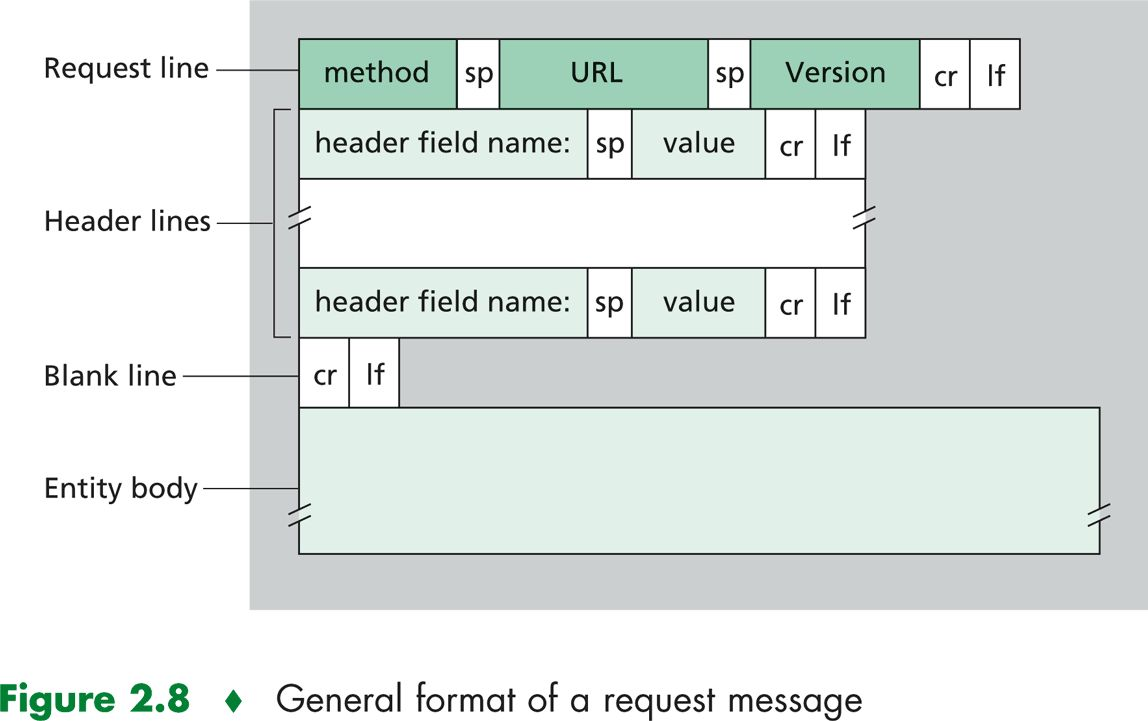 Request line method sp URL sp Version cr lf
header field name: sp value cr lf
Header lines
header field name: sp value cr lf
Blank line cr lf
Entity body
Figure 2.8 ♦ General format of a request message